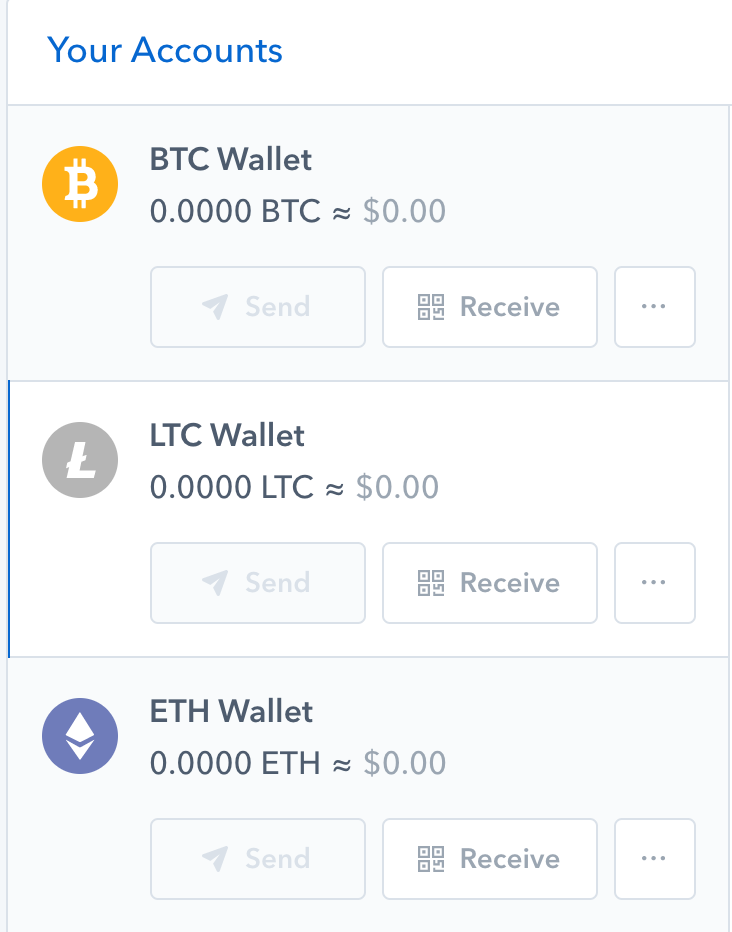 Your Accounts
BTC Wallet
0.0000 BTC ≈ $0.00
Send
Receive
...
LTC Wallet
0.0000 LTC ≈ $0.00
Send
Receive
...
ETH Wallet
0.0000 ETH ≈ $0.00
Send
Receive
...